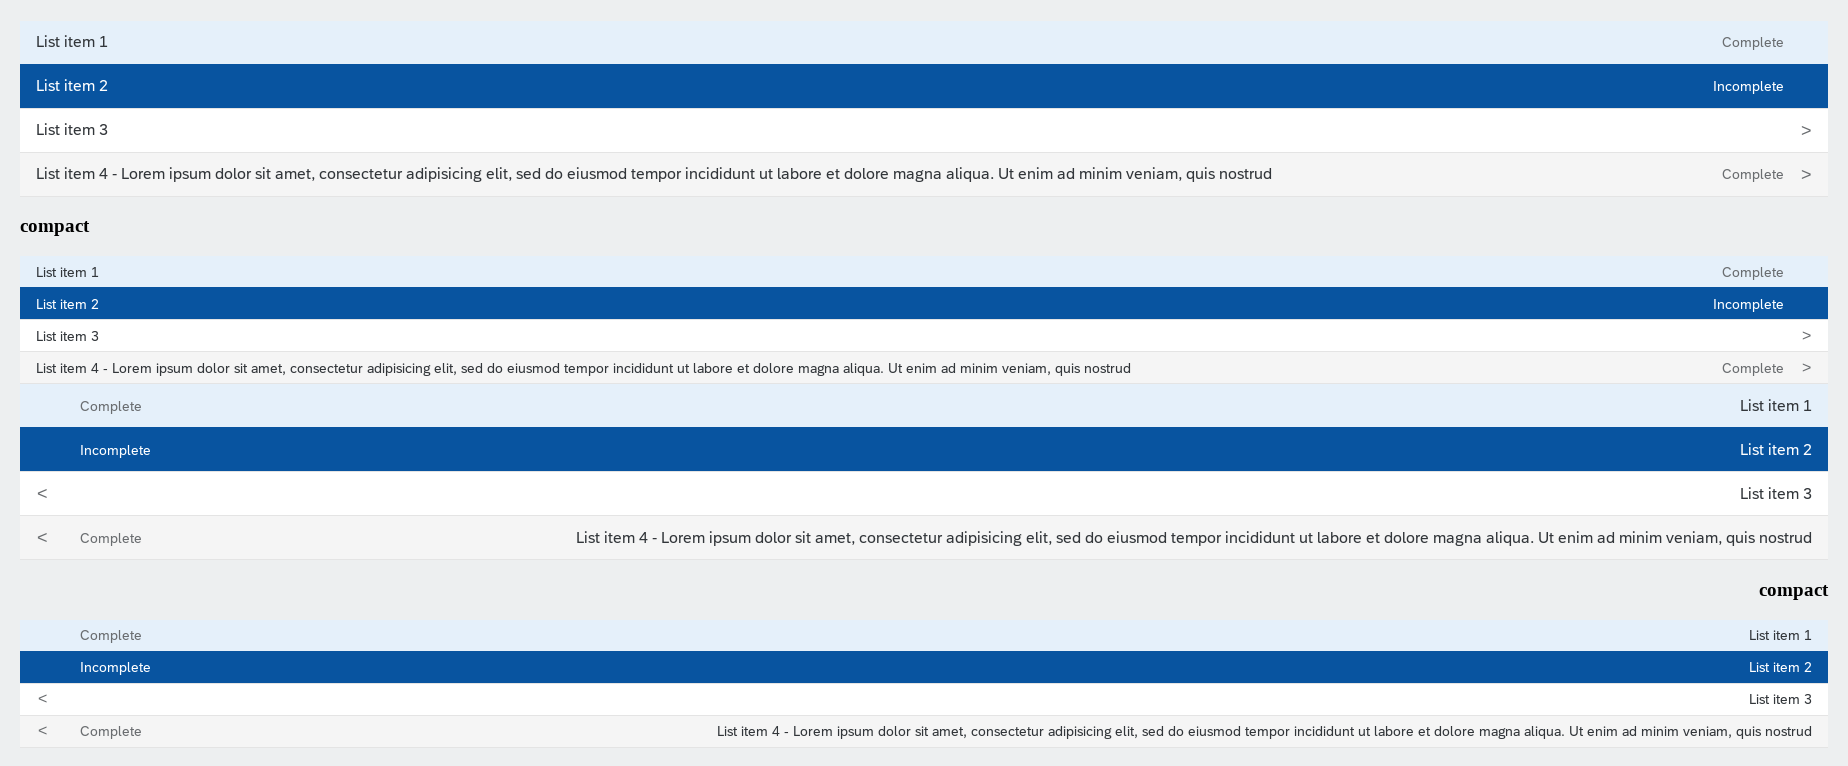 List item 1 Complete
List item 2 Incomplete
List item 3 >
List item 4 - Lorem ipsum dolor sit amet, consectetur adipisicing elit, sed do eiusmod tempor incididunt ut labore et dolore magna aliqua. Ut enim ad minim veniam, quis nostrud Complete >
compact
List item 1 Complete
List item 2 Incomplete
List item 3 >
List item 4 - Lorem ipsum dolor sit amet, consectetur adipisicing elit, sed do eiusmod tempor incididunt ut labore et dolore magna aliqua. Ut enim ad minim veniam, quis nostrud Complete >
Complete List item 1
Incomplete List item 2
< List item 3
< Complete List item 4 - Lorem ipsum dolor sit amet, consectetur adipisicing elit, sed do eiusmod tempor incididunt ut labore et dolore magna aliqua. Ut enim ad minim veniam, quis nostrud
compact
Complete List item 1
Incomplete List item 2
< List item 3
< Complete List item 4 - Lorem ipsum dolor sit amet, consectetur adipisicing elit, sed do eiusmod tempor incididunt ut labore et dolore magna aliqua. Ut enim ad minim veniam, quis nostrud